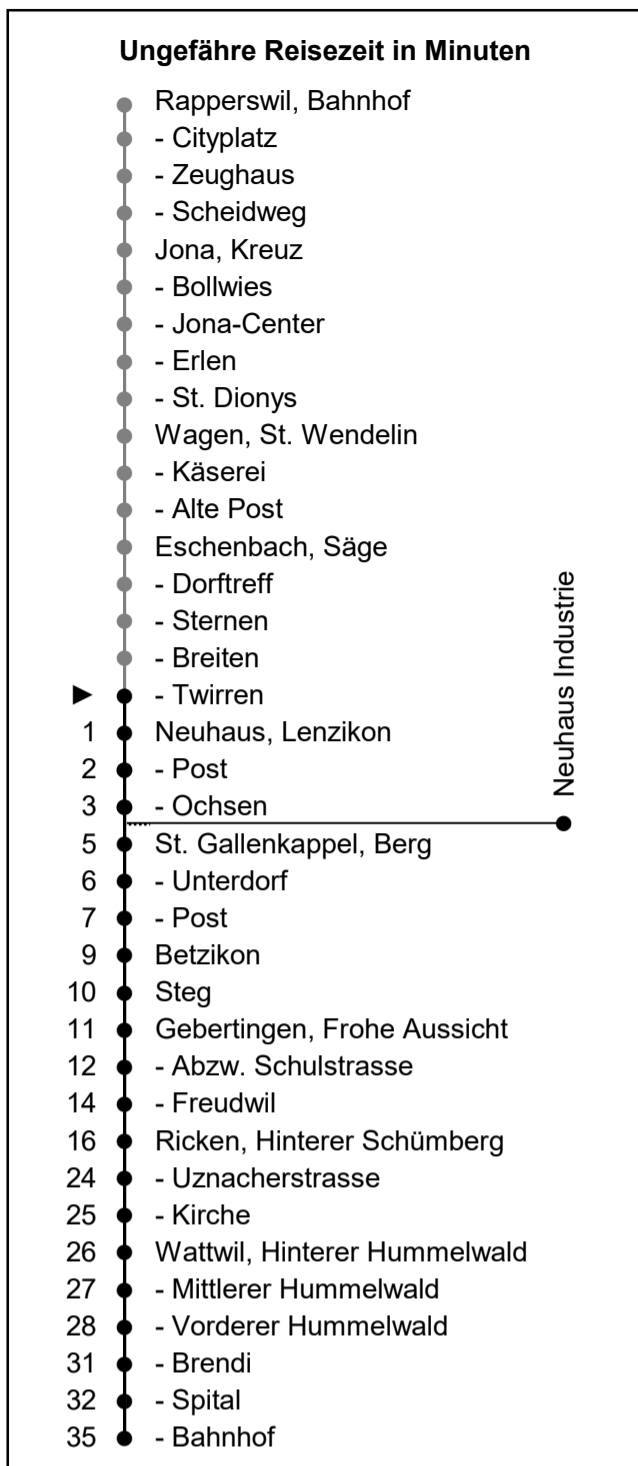 Ungefähre Reisezeit in Minuten
Rapperswil, Bahnhof
- Cityplatz
- Zeughaus
- Scheidweg
Jona, Kreuz
- Bollwies
- Jona-Center
- Erlen
- St. Dionys
Wagen, St. Wendelin
- Käserei
- Alte Post
Eschenbach, Säge
- Dorftreff
- Sternen
- Breiten
- Twirren
1 Neuhaus, Lenzikon
2 - Post
3 - Ochsen
Neuhaus Industrie
5 St. Gallenkappel, Berg
6 - Unterdorf
7 - Post
9 Betzikon
10 Steg
11 Gebertingen, Frohe Aussicht
12 - Abzw. Schulstrasse
14 - Freudwil
16 Ricken, Hinterer Schümberg
24 - Uznacherstrasse
25 - Kirche
26 Wattwil, Hinterer Hummelwald
27 - Mittlerer Hummelwald
28 - Vorderer Hummelwald
31 - Brendi
32 - Spital
35 - Bahnhof